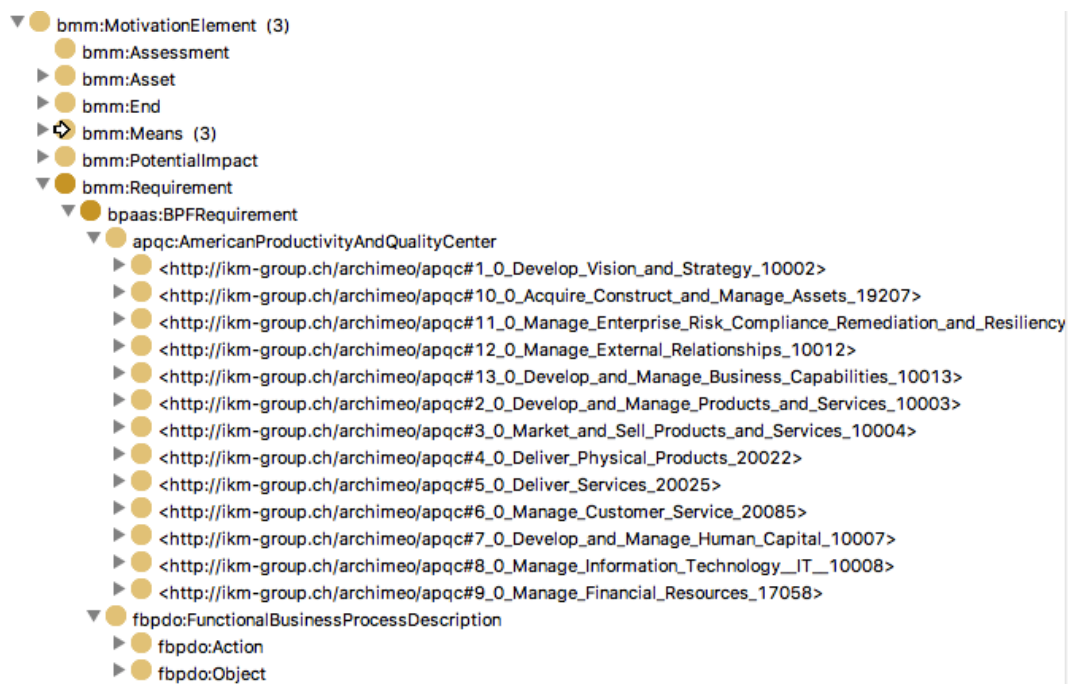 bmm:MotivationElement (3)
bmm:Assessment
bmm:Asset
bmm:End
bmm:Means (3)
bmm:PotentialImpact
bmm:Requirement
bpaas:BPFRequirement
apqc:AmericanProductivityAndQualityCenter
<http://ikm-group.ch/archimeo/apqc#1_0_Develop_Vision_and_Strategy_10002>
<http://ikm-group.ch/archimeo/apqc#10_0_Acquire_Construct_and_Manage_Assets_19207>
<http://ikm-group.ch/archimeo/apqc#11_0_Manage_Enterprise_Risk_Compliance_Remediation_and_Resiliency
<http://ikm-group.ch/archimeo/apqc#12_0_Manage_External_Relationships_10012>
<http://ikm-group.ch/archimeo/apqc#13_0_Develop_and_Manage_Business_Capabilities_10013>
<http://ikm-group.ch/archimeo/apqc#2_0_Develop_and_Manage_Products_and_Services_10003>
<http://ikm-group.ch/archimeo/apqc#3_0_Market_and_Sell_Products_and_Services_10004>
<http://ikm-group.ch/archimeo/apqc#4_0_Deliver_Physical_Products_20022>
<http://ikm-group.ch/archimeo/apqc#5_0_Deliver_Services_20025>
<http://ikm-group.ch/archimeo/apqc#6_0_Manage_Customer_Service_20085>
<http://ikm-group.ch/archimeo/apqc#7_0_Develop_and_Manage_Human_Capital_10007>
<http://ikm-group.ch/archimeo/apqc#8_0_Manage_Information_Technology__IT__10008>
<http://ikm-group.ch/archimeo/apqc#9_0_Manage_Financial_Resources_17058>
fbpdo:FunctionalBusinessProcessDescription
fbpdo:Action
fbpdo:Object